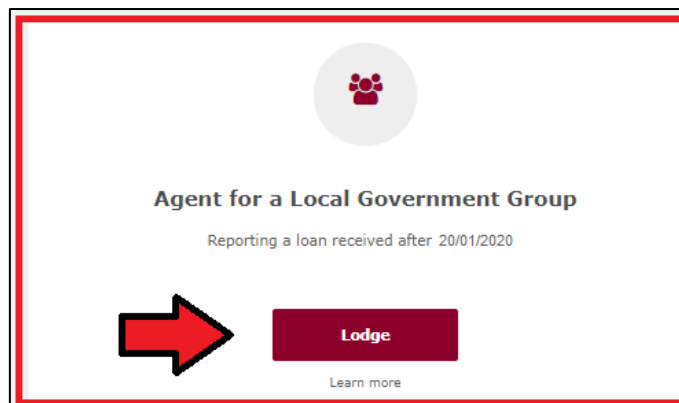 Agent for a Local Government Group
Reporting a loan received after 20/01/2020
Lodge
Learn more